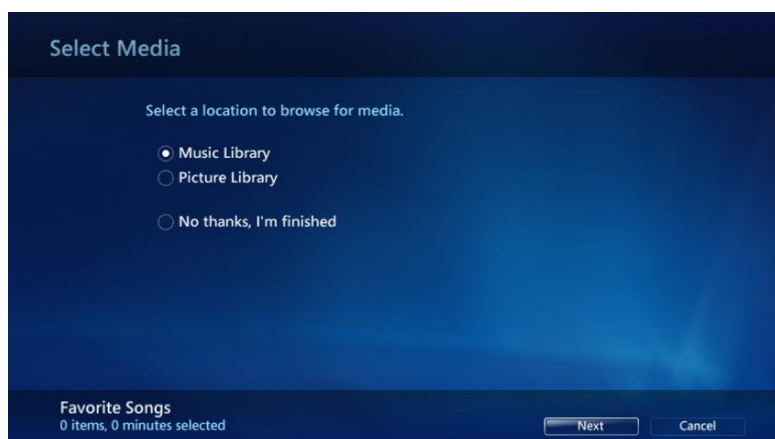 Select Media
Select a location to browse for media.
Music Library
Picture Library
No thanks, I'm finished
Favorite Songs
0 items, 0 minutes selected
Next
Cancel